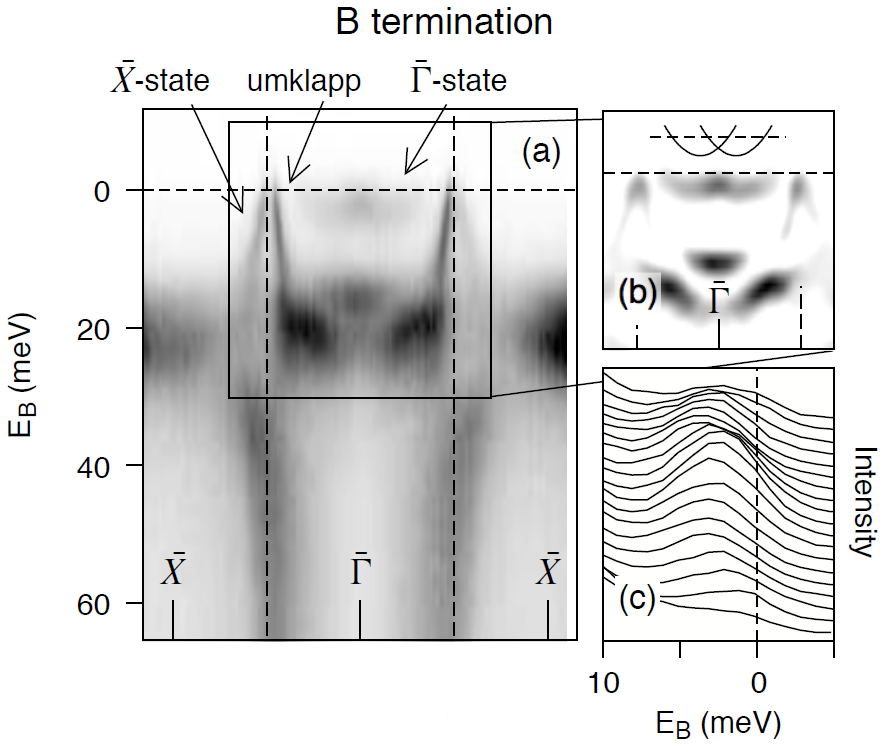 B termination
X̄-state umklapp Γ̄-state
(a)
0
20
40
60
E_B (meV)
X̄ Γ̄ X̄
(b) Γ̄
(c)
Intensity
10 0
E_B (meV)